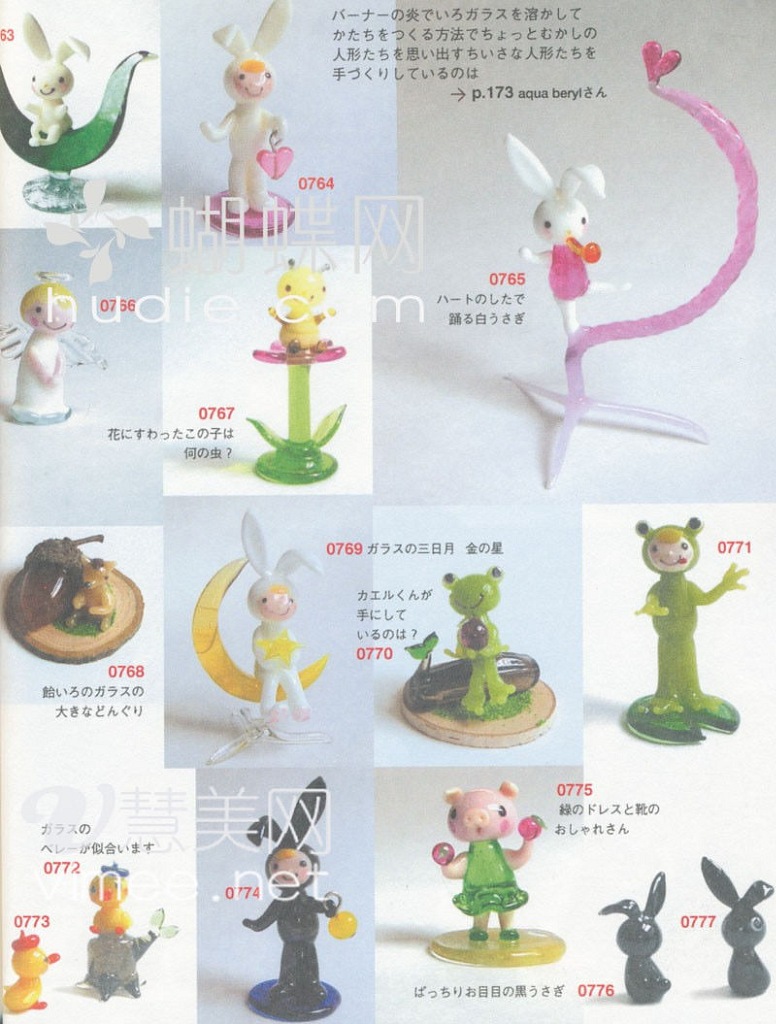 バーナーの炎でいろガラスを溶かして
かたちをつくる方法でちょっとむかしの
人形たちを思い出すちいさな人形たちを
手づくりしているのは
→ p.173 aqua berylさん
63
0764
0765
ハートのしたで
踊る白うさぎ
蝴蝶网
hudie.com
0766
0767
花にすわったこの子は
何の虫?
0769 ガラスの三日月 金の星
0771
カエルくんが
手にして
いるのは?
0770
0768
飴いろのガラスの
大きなどんぐり
0775
緑のドレスと靴の
おしゃれさん
慧美网
vimee.net
ガラスの
ベレーが似合います
0772
0773
0774
0777
ぱっちりお目目の黒うさぎ 0776